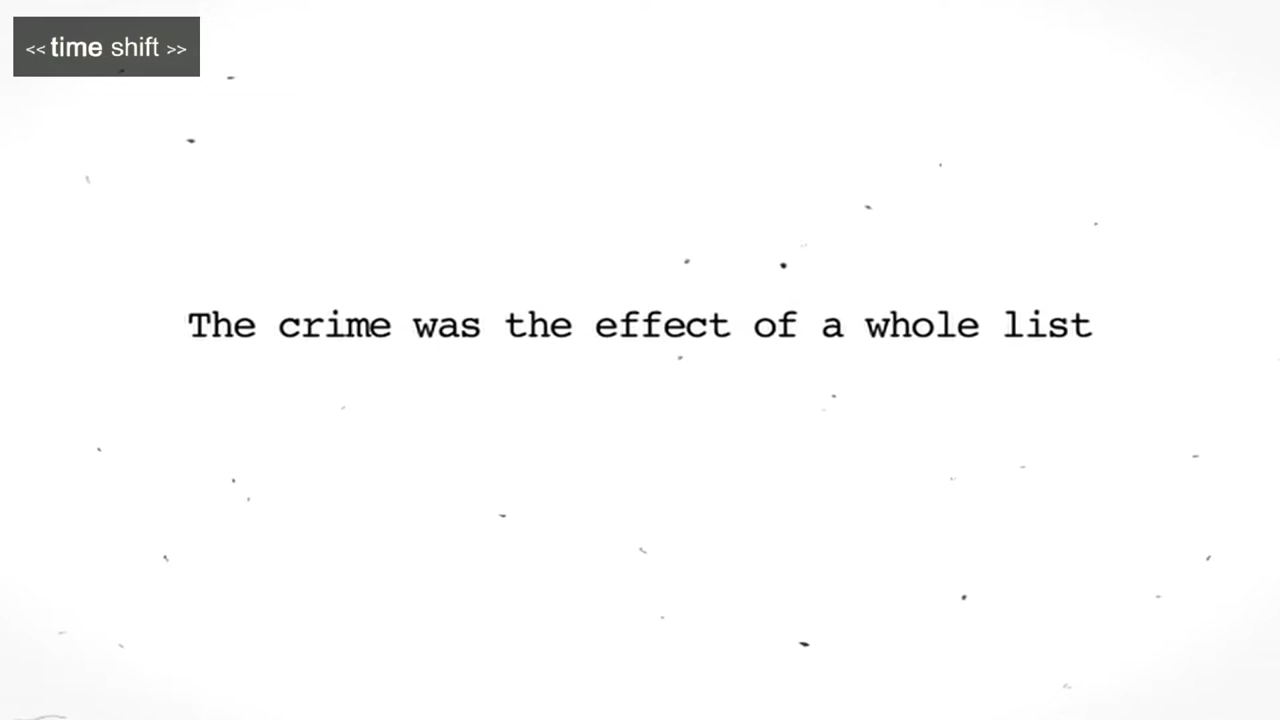 << time shift >>
The crime was the effect of a whole list